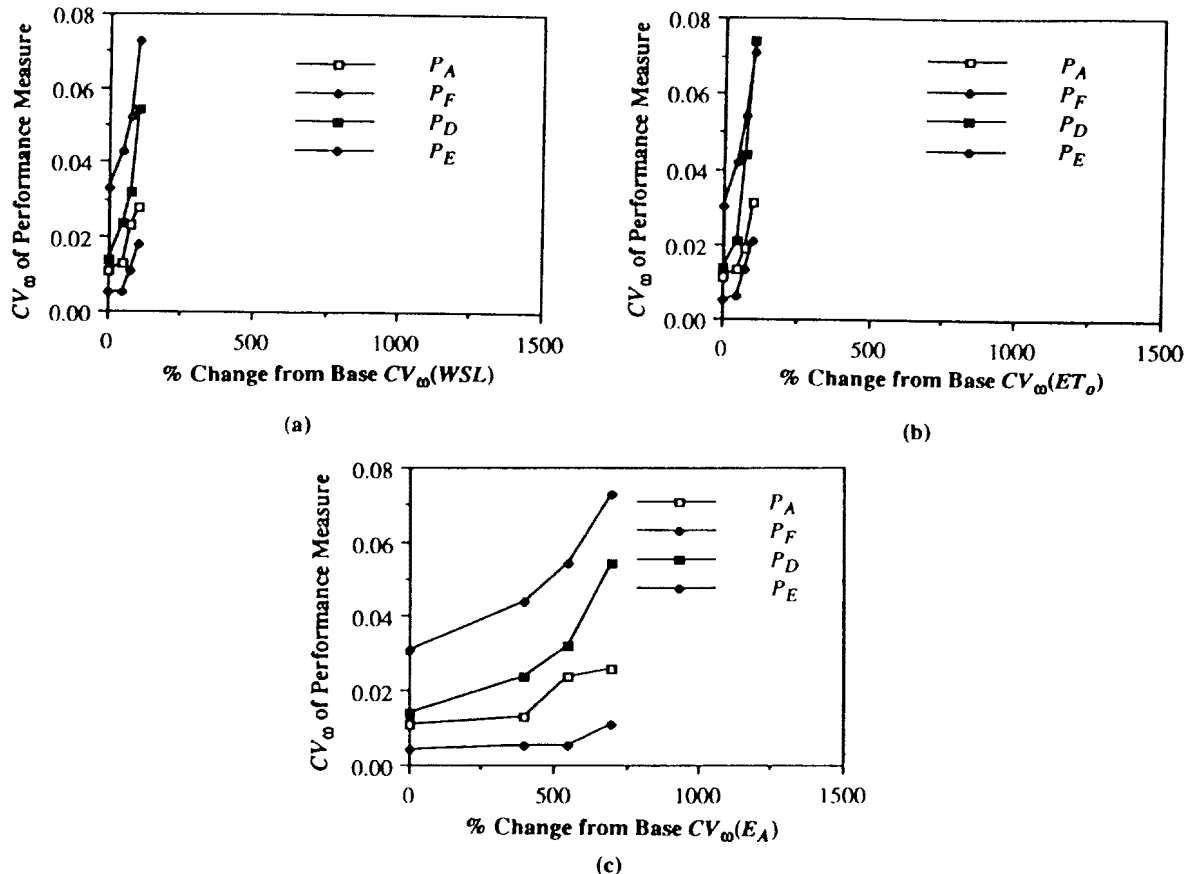 0.08
0.06
0.04
0.02
0.00
CV_ω of Performance Measure
P_A
P_F
P_D
P_E
0 500 1000 1500
% Change from Base CV_ω(WSL)
(a)
0.08
0.06
0.04
0.02
0.00
CV_ω of Performance Measure
P_A
P_F
P_D
P_E
0 500 1000 1500
% Change from Base CV_ω(ET_o)
(b)
0.08
0.06
0.04
0.02
0.00
CV_ω of Performance Measure
P_A
P_F
P_D
P_E
0 500 1000 1500
% Change from Base CV_ω(E_A)
(c)